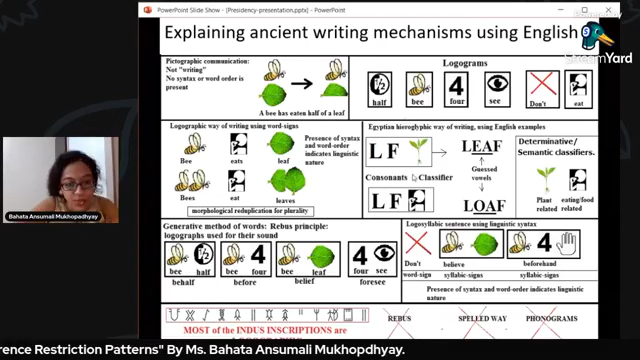 PowerPoint Slide Show - [Presidency-presentation.pptx] - PowerPoint
Explaining ancient writing mechanisms using English
StreamYard
Pictographic communication:
Not "writing"
No syntax or word order is
present
A bee has eaten half of a leaf
Logograms
1/2
4
half
bee
four
see
Don't
eat
Logographic way of writing using word-signs
Bee
eats
leaf
Presence of syntax
and word-order
indicates linguistic
nature
Bees
eat
leaves
morphological reduplication for plurality
Egyptian hieroglyphic way of writing, using English examples
L F
LEAF
Guessed
vowels
Consonants
Classifier
L F
LOAF
Determinative/
Semantic classifiers.
Plant
related
eating/food
related
Generative method of words: Rebus principle:
logographs used for their sound
1/2
4
4
bee
half
bee
four
bee
leaf
four
see
behalf
before
belief
foresee
Logosyllabic sentence using linguistic syntax
4
Don't
believe
beforehand
word-sign
syllabic-signs
syllabic-signs
Presence of syntax and word-order indicates linguistic
nature
MOST of the INDUS INSCRIPTIONS are
REBUS
SPELLED WAY
PHONOGRAMS
Bahata Ansumali Mukhopadhyay
rence Restriction Patterns" By Ms. Bahata Ansumali Mukhopdhyay.